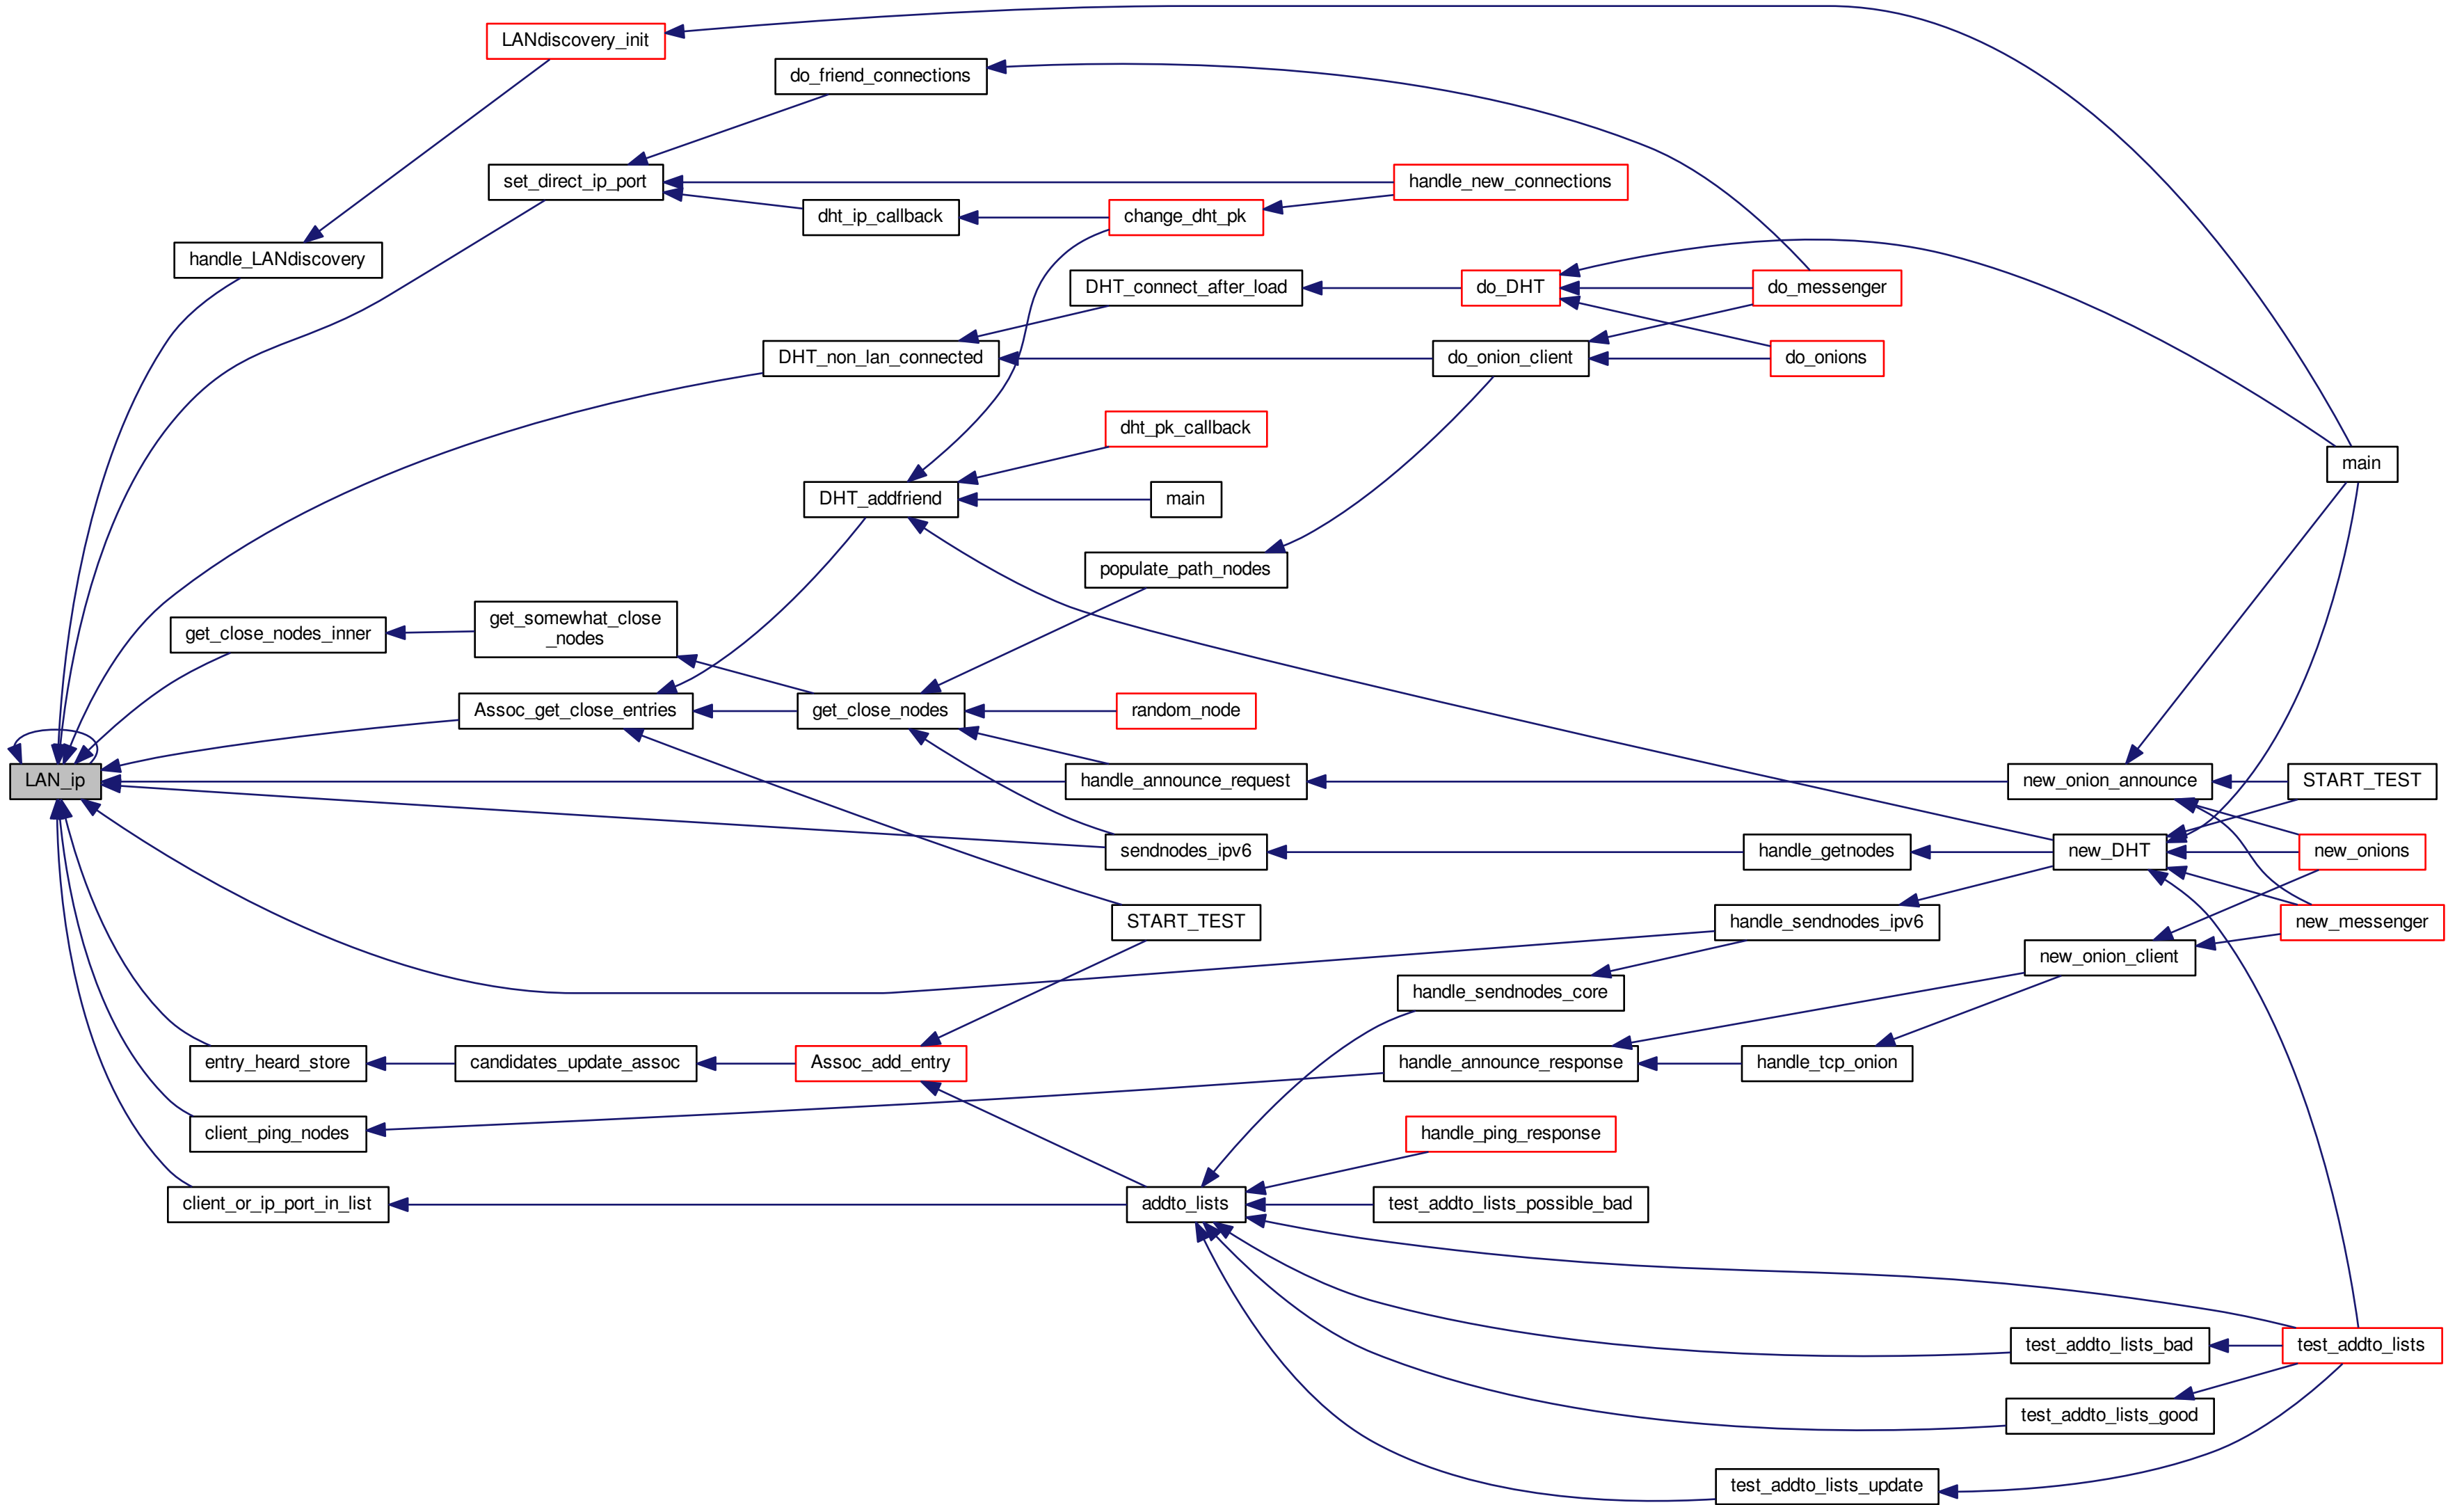 LANdiscovery_init
do_friend_connections
set_direct_ip_port
handle_new_connections
dht_ip_callback
change_dht_pk
handle_LANdiscovery
DHT_connect_after_load
do_DHT
do_messenger
DHT_non_lan_connected
do_onion_client
do_onions
dht_pk_callback
main
DHT_addfriend
main
populate_path_nodes
get_close_nodes_inner
get_somewhat_close
_nodes
Assoc_get_close_entries
get_close_nodes
random_node
LAN_ip
handle_announce_request
new_onion_announce
START_TEST
sendnodes_ipv6
handle_getnodes
new_DHT
new_onions
START_TEST
handle_sendnodes_ipv6
new_messenger
new_onion_client
handle_sendnodes_core
entry_heard_store
candidates_update_assoc
Assoc_add_entry
handle_announce_response
handle_tcp_onion
client_ping_nodes
handle_ping_response
client_or_ip_port_in_list
addto_lists
test_addto_lists_possible_bad
test_addto_lists_bad
test_addto_lists
test_addto_lists_good
test_addto_lists_update